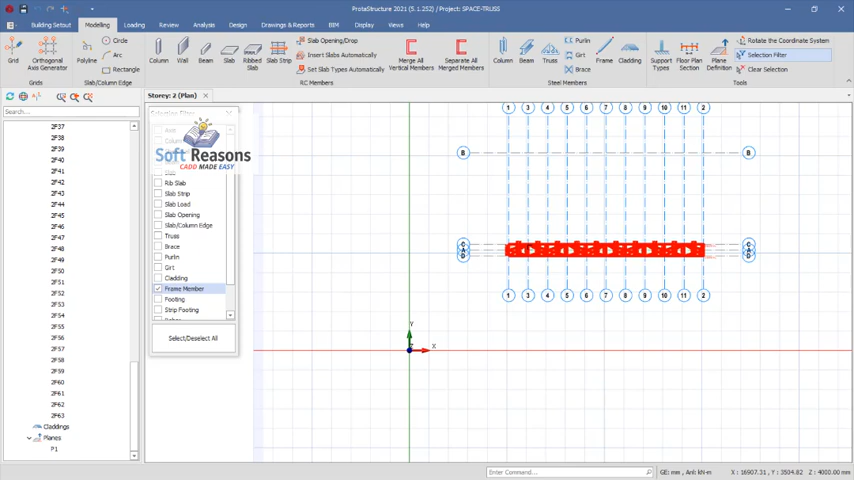 ProtaStructure 2021 (5.1.252) / Project: SPACE-TRUSS
Building Setout Modelling Loading Review Analysis Design Drawings & Reports BIM Display Views Help
Grid
Orthogonal
Axis Generator
Grids
Polyline
Circle
Arc
Rectangle
Slab/Column Edge
Column
Wall
Beam
Slab
Ribbed
Slab
Slab Strip
Slab Opening/Drop
Insert Slabs Automatically
Set Slab Types Automatically
Merge All
Vertical Members
Separate All
Merged Members
RC Members
Column
Beam
Truss
Purlin
Girt
Brace
Frame
Cladding
Steel Members
Support
Types
Floor Plan
Section
Plane
Definition
Rotate the Coordinate System
Selection Filter
Clear Selection
Tools
Search...
2F37
2F38
2F39
2F40
2F41
2F42
2F43
2F44
2F45
2F46
2F47
2F48
2F49
2F50
2F51
2F52
2F53
2F54
2F55
2F56
2F57
2F58
2F59
2F60
2F61
2F62
2F63
Claddings
Planes
P1
Storey: 2 (Plan)
Selection Filter
Soft Reasons
CADD MADE EASY
Rib Slab
Slab Strip
Slab Load
Slab Opening
Slab/Column Edge
Truss
Brace
Purlin
Girt
Cladding
Frame Member
Footing
Strip Footing
Select/Deselect All
1 3 4 5 6 7 8 9 10 11 2
B B
C C
A A
D D
1 3 4 5 6 7 8 9 10 11 2
Y
Z
X
Enter Command...
GE: mm , Anl: kN-m
X : 16907.31 ; Y : 3504.82
Z: 4000.00 mm